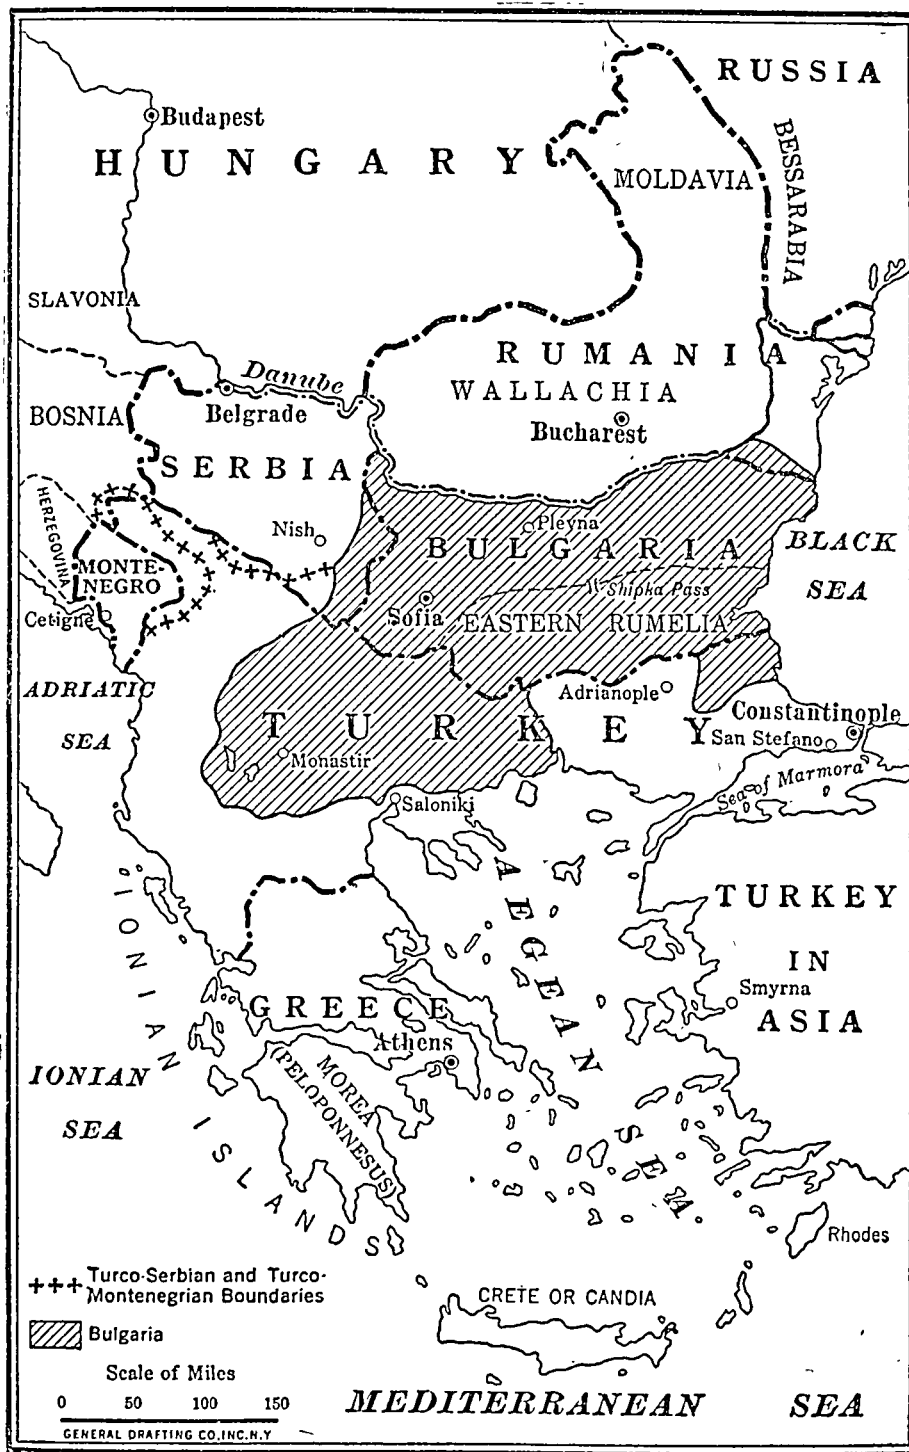 RUSSIA
Budapest
HUNGARY
MOLDAVIA
BESSARABIA
SLAVONIA
RUMANIA
Danube
WALLACHIA
BOSNIA
Belgrade
Bucharest
SERBIA
HERZEGOVINA
Nish
Plevna
BULGARIA
BLACK
SEA
MONTE-
NEGRO
Shipka Pass
Cetigne
Sofia
EASTERN RUMELIA
ADRIATIC
SEA
Adrianople
TURKEY
Constantinople
San Stefano
Monastir
Sea of Marmora
Saloniki
AEGEAN SEA
TURKEY
IN
ASIA
Smyrna
IONIAN ISLANDS
GREECE
Athens
IONIAN
SEA
MOREA
(PELOPONNESUS)
Rhodes
+++ Turco-Serbian and Turco-
Montenegrian Boundaries
CRETE OR CANDIA
Bulgaria
Scale of Miles
0 50 100 150
MEDITERRANEAN SEA
GENERAL DRAFTING CO.INC.N.Y